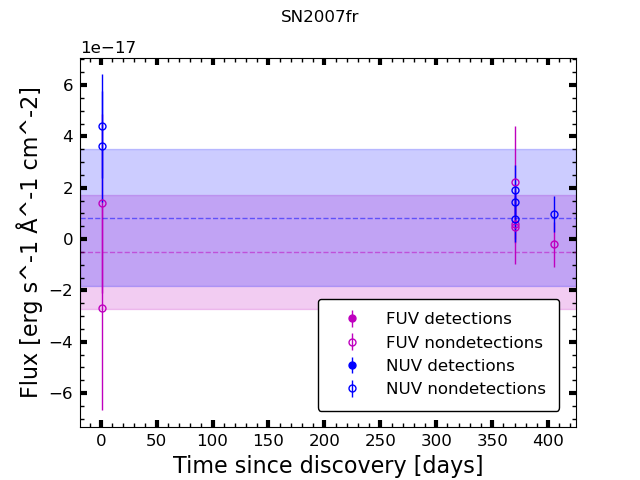 SN2007fr
1e−17
6
4
2
0
−2
−4
−6
Flux [erg s^-1 Å^-1 cm^-2]
FUV detections
FUV nondetections
NUV detections
NUV nondetections
0 50 100 150 200 250 300 350 400
Time since discovery [days]